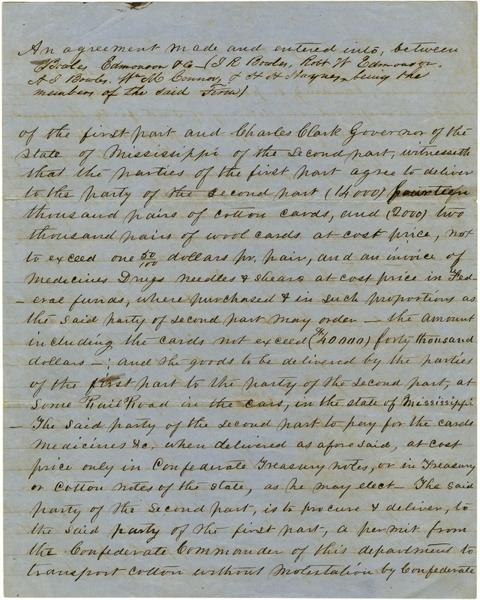 An agreement made and entered into, between
Bowles Edmonson &Co - (J R Bowles, Robt W Edmonson
A J Bowles, Wm M Connoy, & H H Haynes being the
members of the said Firm)
of the first part and Charles Clark Governor of the
State of Mississippi of the second part, witnesseth
that the parties of the first part agree to deliver
to the party of the second part (14000) fourteen
thousand pairs of cotton cards, and (2000) two
thousand pairs of wool cards at cost price, not
to exceed one 50/100 dollars pr. pair, and an invoice of
Medicines Drugs needles & shears at cost price in Fed-
-eral funds, where purchased & in such proportions as
the said party of second part may order — the amount
including the cards not exceed ($40000) forty thousand
dollars —; and the goods to be delivered by the parties
of the first part to the party of the second part, at
Some Rail Road in the cars, in the state of Mississippi
- The said party of the second part to pay for the cards
medicines &c. when delivered as afore said, at cost
price only in Confederate Treasury notes, or in Treasury
or Cotton notes of the State, as he may elect - The said
party of the second part, is to procure & deliver, to
the said party of the first part, a permit from
the Confederate Commander of this department to
transport cotton without molestation by Confederate